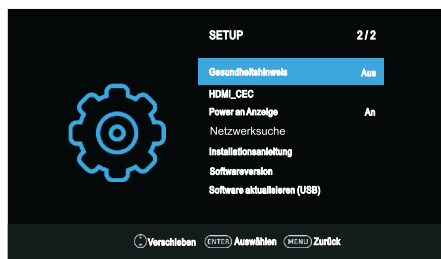 SETUP 2/2
Gesundheitshinweis Aus
HDMI_CEC
Power an Anzeige An
Netzwerksuche
Installationsanleitung
Softwareversion
Software aktualisieren (USB)
Verschieben ENTER Auswählen MENU Zurück